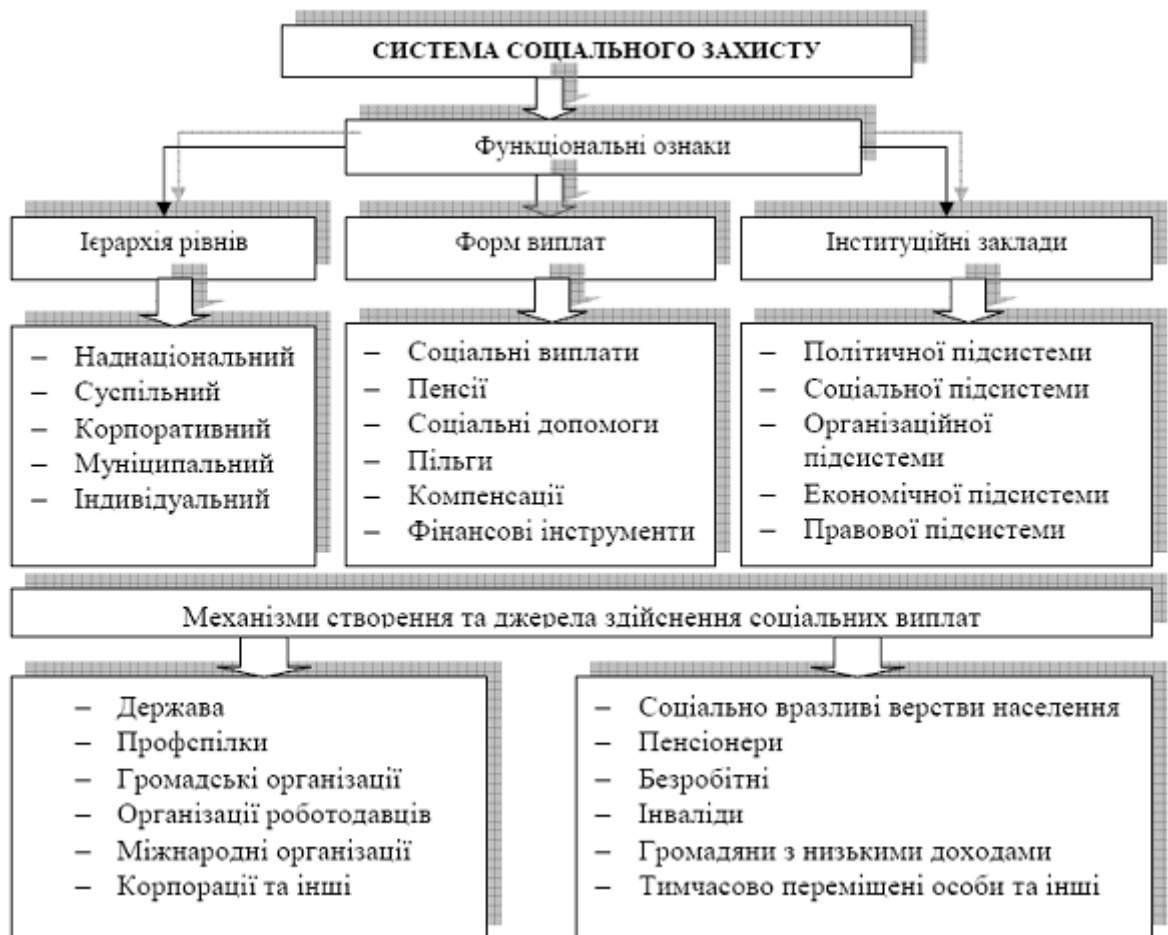 СИСТЕМА СОЦІАЛЬНОГО ЗАХИСТУ
Функціональні ознаки
Ієрархія рівнів
Форм виплат
Інституційні заклади
– Наднаціональний
– Суспільний
– Корпоративний
– Муніципальний
– Індивідуальний
– Соціальні виплати
– Пенсії
– Соціальні допомоги
– Пільги
– Компенсації
– Фінансові інструменти
– Політичної підсистеми
– Соціальної підсистеми
– Організаційної
підсистеми
– Економічної підсистеми
– Правової підсистеми
Механізми створення та джерела здійснення соціальних виплат
– Держава
– Профспілки
– Громадські організації
– Організації роботодавців
– Міжнародні організації
– Корпорації та інші
– Соціально вразливі верстви населення
– Пенсіонери
– Безробітні
– Інваліди
– Громадяни з низькими доходами
– Тимчасово переміщені особи та інші